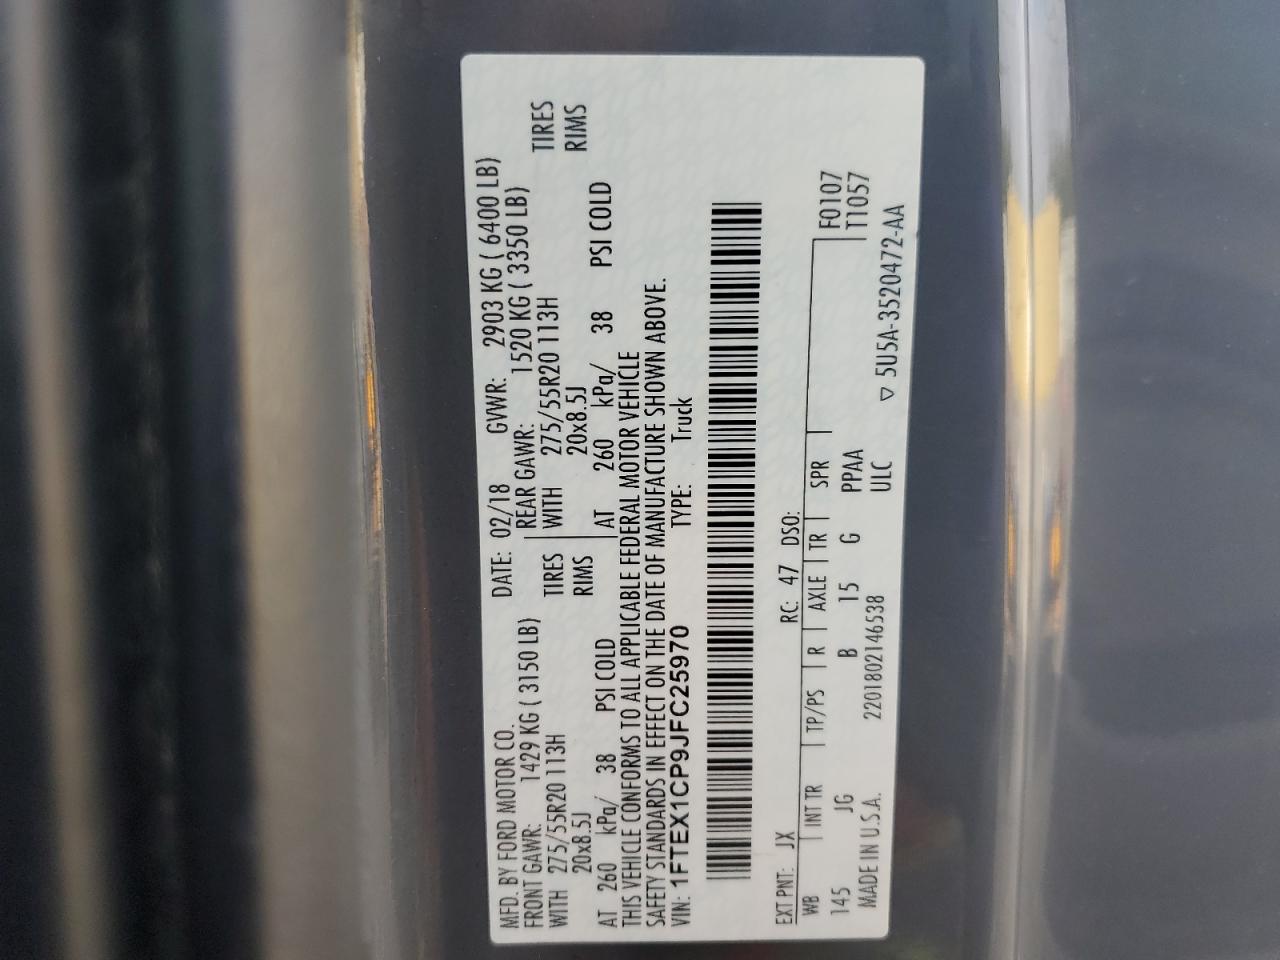 MFD. BY FORD MOTOR CO. DATE: 02/18 GVWR: 2903 KG ( 6400 LB)
FRONT GAWR: 1429 KG ( 3150 LB) REAR GAWR: 1520 KG ( 3350 LB)
WITH 275/55R20 113H TIRES WITH 275/55R20 113H TIRES
20x8.5J RIMS 20x8.5J RIMS
AT 260 kPa/ 38 PSI COLD AT 260 kPa/ 38 PSI COLD
THIS VEHICLE CONFORMS TO ALL APPLICABLE FEDERAL MOTOR VEHICLE
SAFETY STANDARDS IN EFFECT ON THE DATE OF MANUFACTURE SHOWN ABOVE.
VIN: 1FTEX1CP9JFC25970 TYPE: Truck
EXT PNT: JX RC: 47 DSO: F0107
WB INT TR TP/PS R AXLE TR SPR T1057
145 JG B 15 G PPAA
MADE IN U.S.A. 2201802146538 ULC ▽ 5U5A-3520472-AA